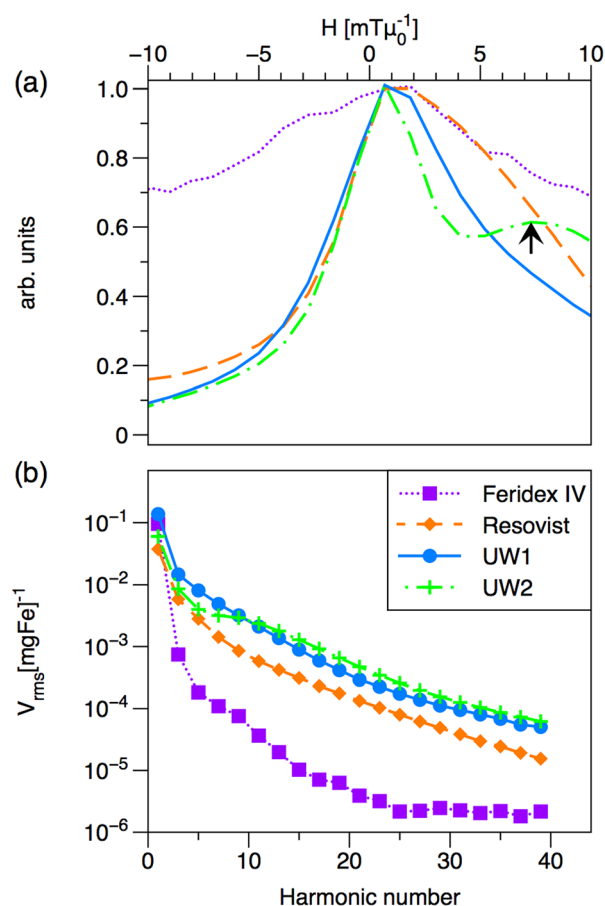 H [mTμ₀⁻¹]
-10 -5 0 5 10
(a)
1.0
0.8
0.6
0.4
0.2
0
arb. units
(b)
Feridex IV
Resovist
UW1
UW2
10⁻¹
10⁻²
10⁻³
10⁻⁴
10⁻⁵
10⁻⁶
V_rms[mgFe]⁻¹
0 10 20 30 40
Harmonic number